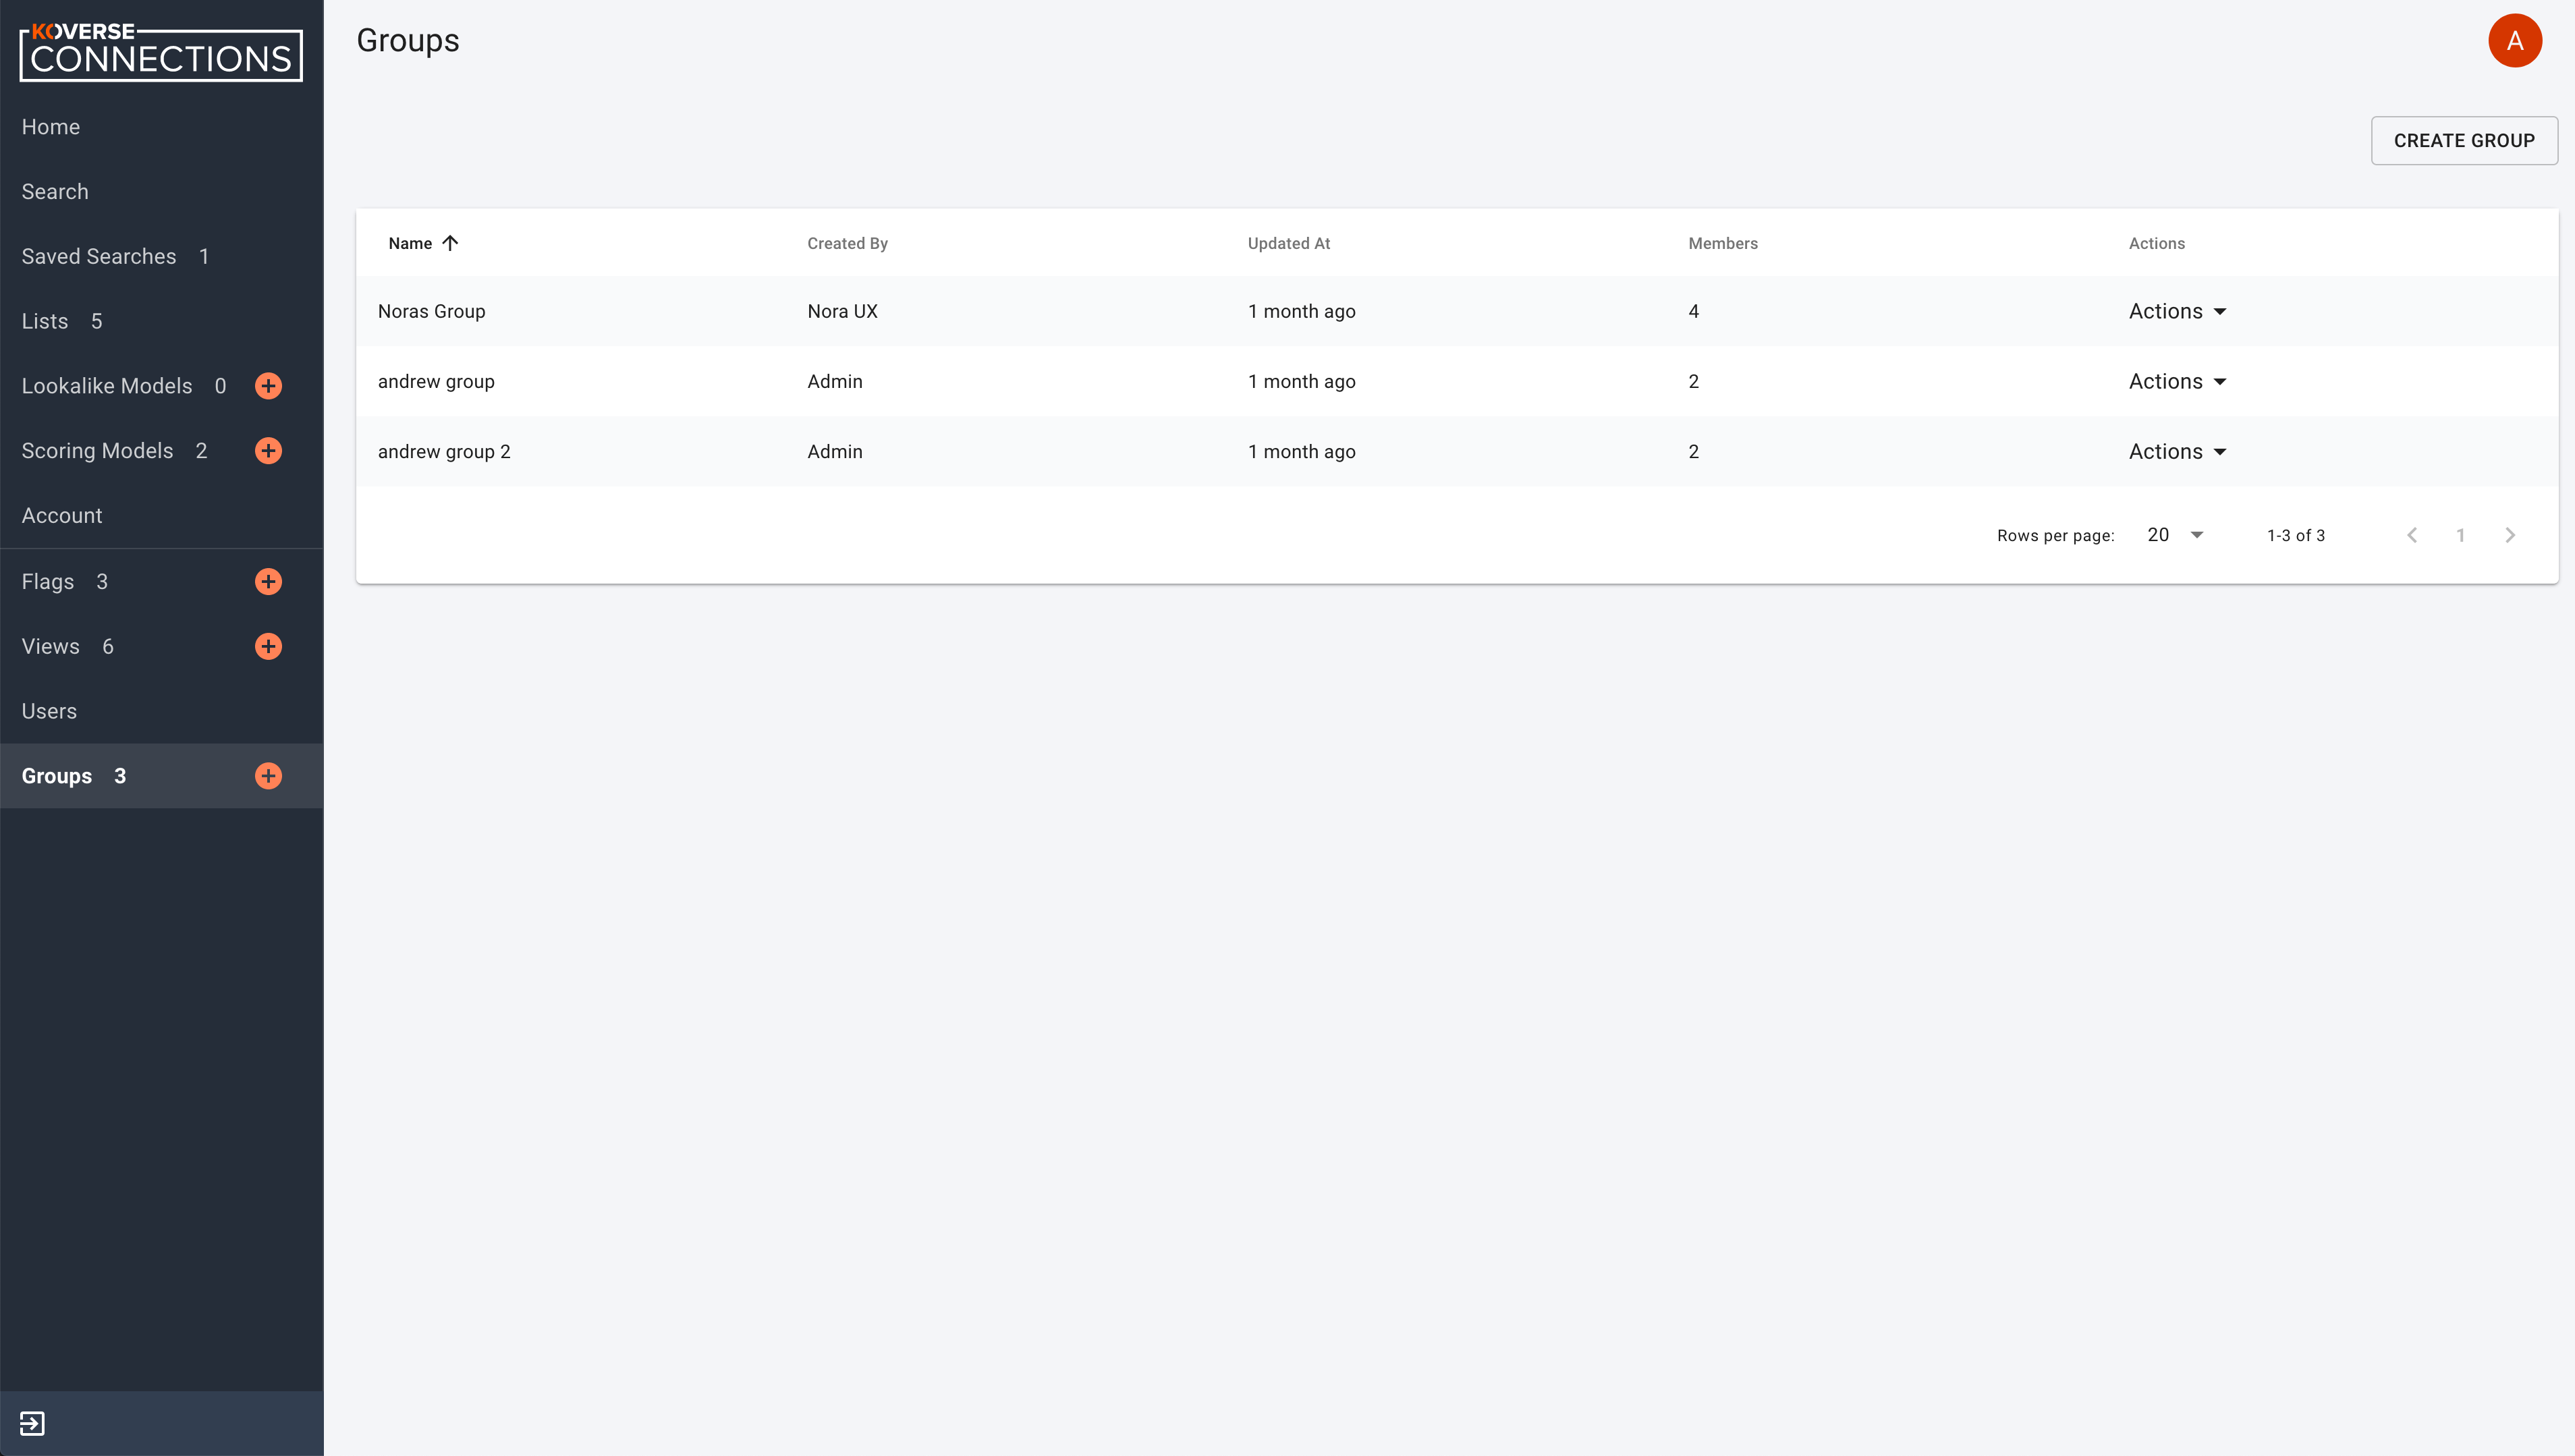 KOVERSE
CONNECTIONS
Home
Search
Saved Searches 1
Lists 5
Lookalike Models 0
Scoring Models 2
Account
Flags 3
Views 6
Users
Groups 3
Groups
A
CREATE GROUP
Name Created By Updated At Members Actions
Noras Group Nora UX 1 month ago 4 Actions
andrew group Admin 1 month ago 2 Actions
andrew group 2 Admin 1 month ago 2 Actions
Rows per page: 20 1-3 of 3 1